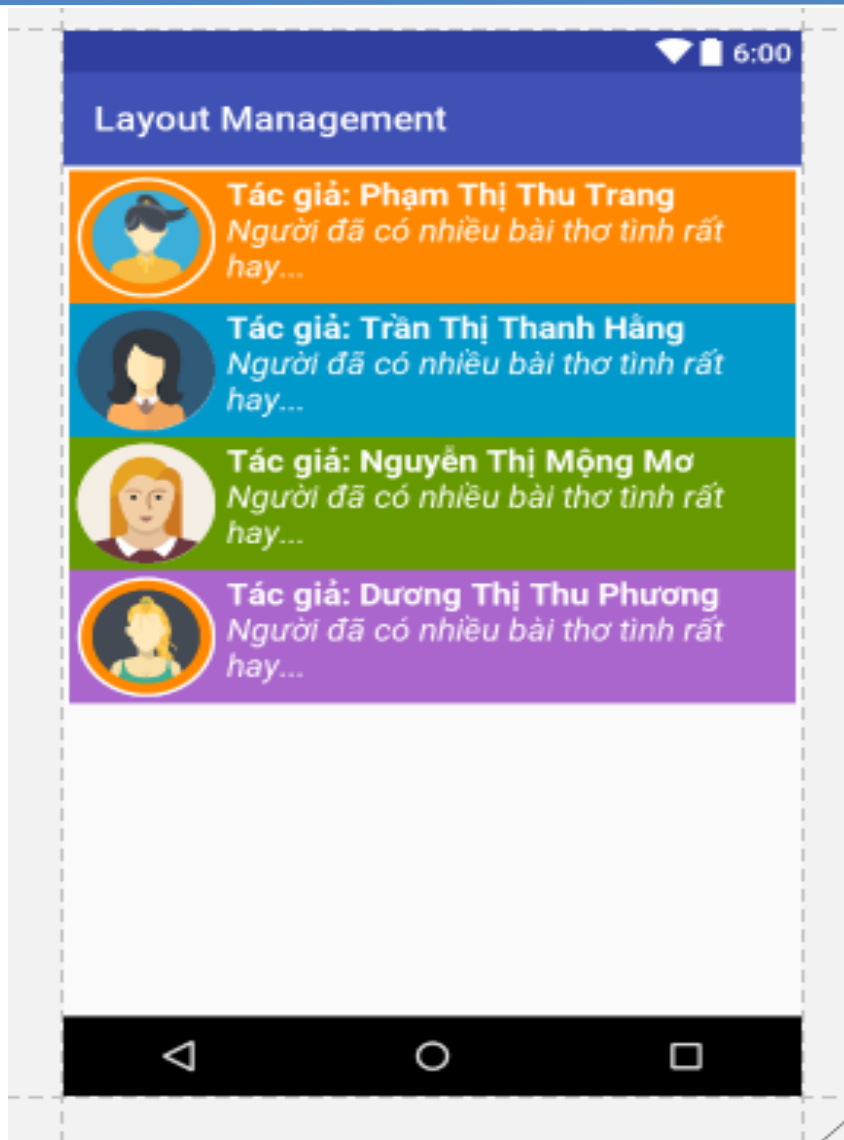 6:00
Layout Management
Tác giả: Phạm Thị Thu Trang
Người đã có nhiều bài thơ tình rất
hay...
Tác giả: Trần Thị Thanh Hằng
Người đã có nhiều bài thơ tình rất
hay...
Tác giả: Nguyễn Thị Mộng Mơ
Người đã có nhiều bài thơ tình rất
hay...
Tác giả: Dương Thị Thu Phương
Người đã có nhiều bài thơ tình rất
hay...